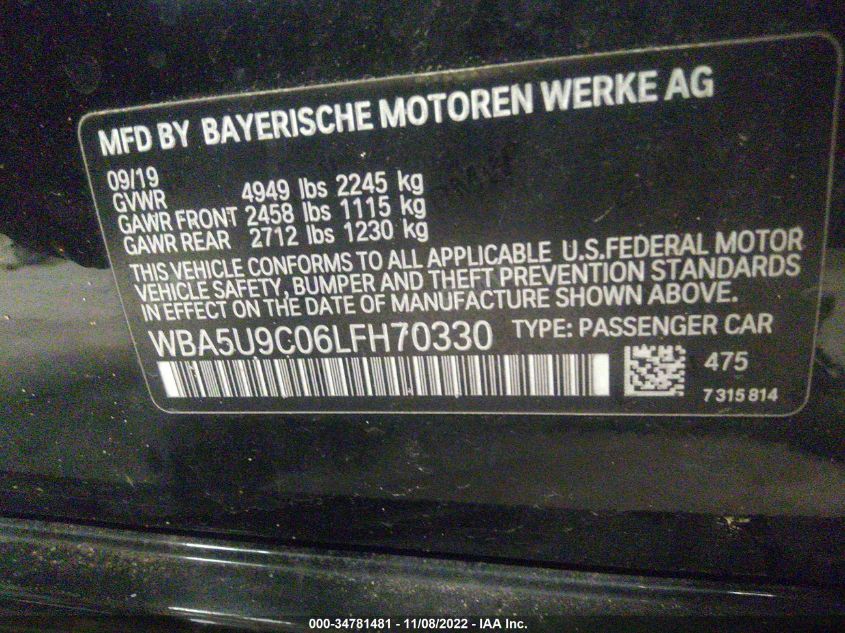 MFD BY BAYERISCHE MOTOREN WERKE AG
09/19
GVWR 4949 lbs 2245 kg
GAWR FRONT 2458 lbs 1115 kg
GAWR REAR 2712 lbs 1230 kg
THIS VEHICLE CONFORMS TO ALL APPLICABLE U.S.FEDERAL MOTOR
VEHICLE SAFETY, BUMPER AND THEFT PREVENTION STANDARDS
IN EFFECT ON THE DATE OF MANUFACTURE SHOWN ABOVE.
WBA5U9C06LFH70330 TYPE: PASSENGER CAR
475
7 315 814
000-34781481 - 11/08/2022 - IAA Inc.